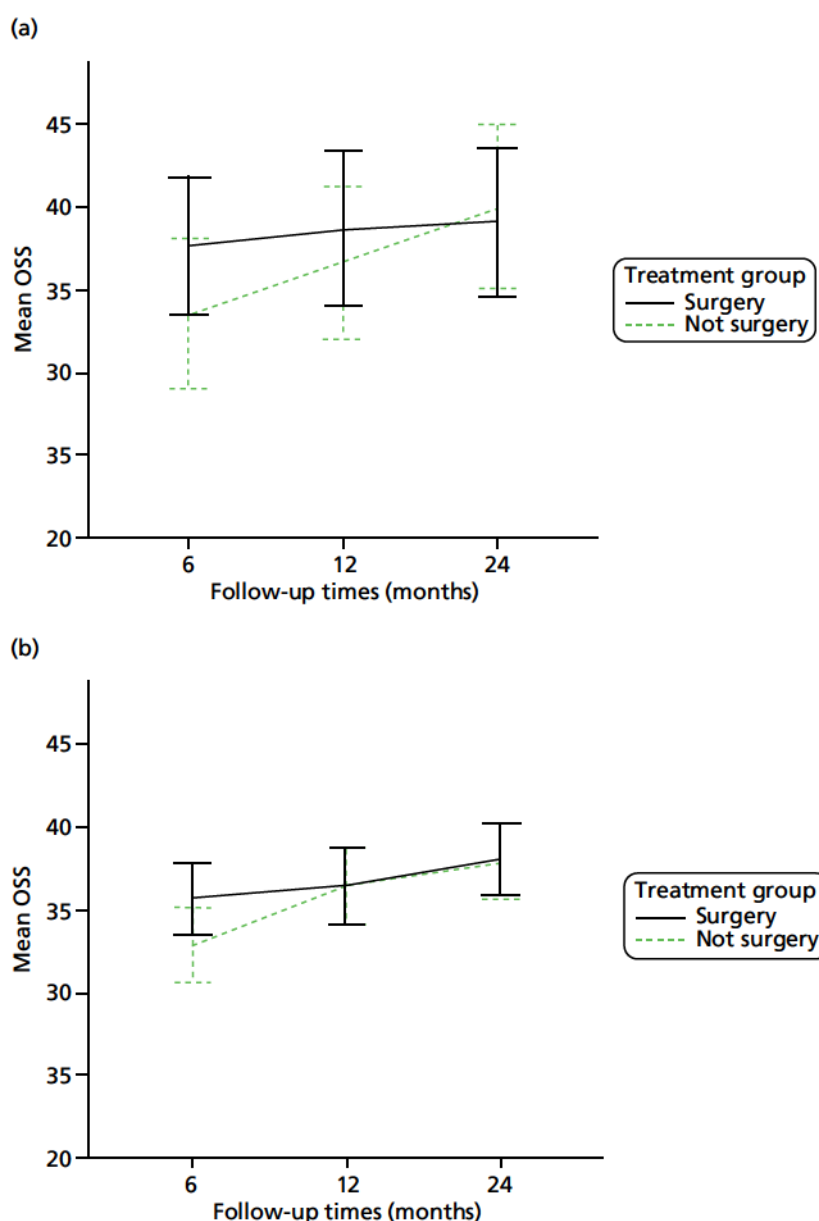 (a)
45
40
35
30
35
20
Mean OSS
6
12
24
Follow-up times (months)
Treatment group
Surgery
Not surgery
(b)
45
40
35
30
35
20
Mean OSS
6
12
24
Follow-up times (months)
Treatment group
Surgery
Not surgery